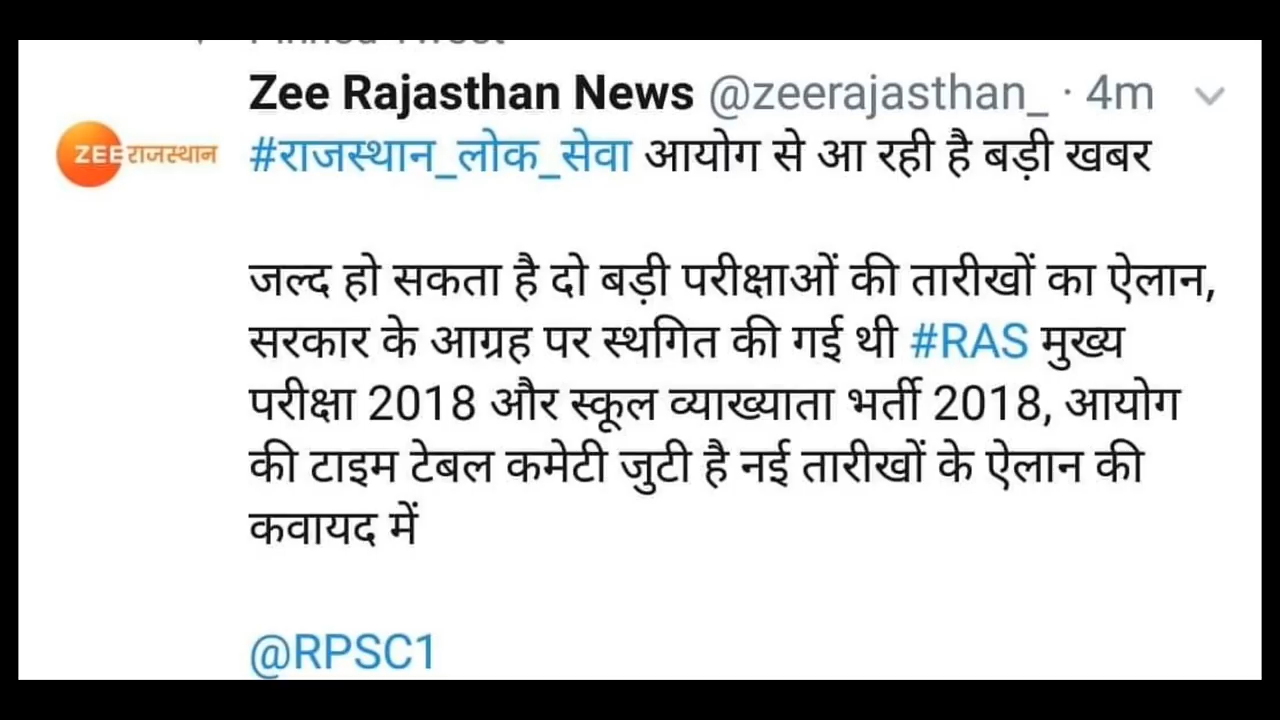 Pinned Tweet
Zee Rajasthan News @zeerajasthan_ · 4m
ZEE राजस्थान
#राजस्थान_लोक_सेवा आयोग से आ रही है बड़ी खबर
जल्द हो सकता है दो बड़ी परीक्षाओं की तारीखों का ऐलान,
सरकार के आग्रह पर स्थगित की गई थी #RAS मुख्य
परीक्षा 2018 और स्कूल व्याख्याता भर्ती 2018, आयोग
की टाइम टेबल कमेटी जुटी है नई तारीखों के ऐलान की
कवायद में
@RPSC1